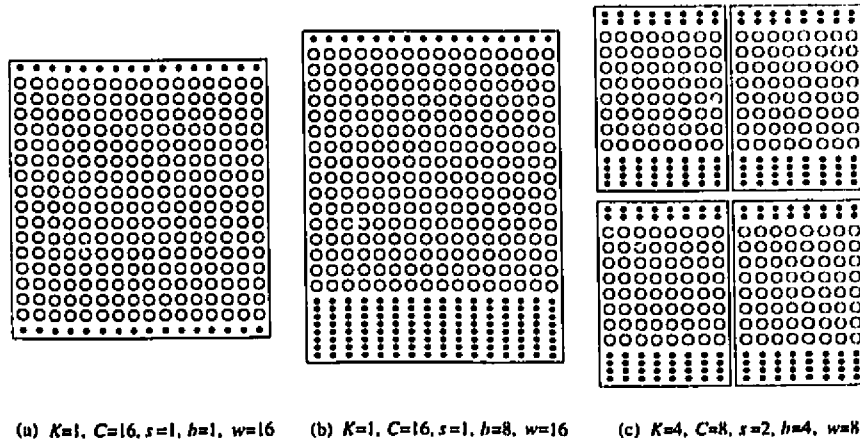 (a) K=1, C=16, s=1, b=1, w=16
(b) K=1, C=16, s=1, b=8, w=16
(c) K=4, C=8, s=2, b=4, w=8